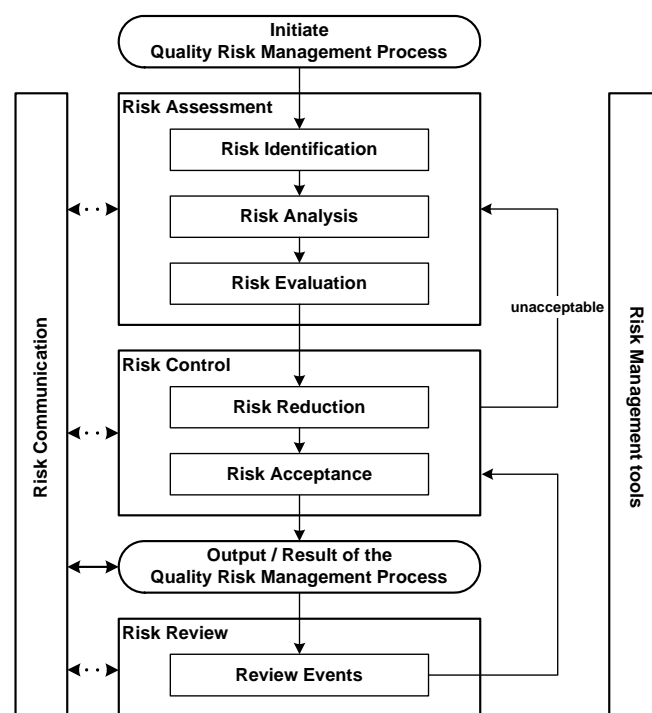 Initiate
Quality Risk Management Process
Risk Assessment
Risk Identification
Risk Analysis
Risk Evaluation
unacceptable
Risk Control
Risk Reduction
Risk Acceptance
Output / Result of the
Quality Risk Management Process
Risk Review
Review Events
Risk Communication
Risk Management tools